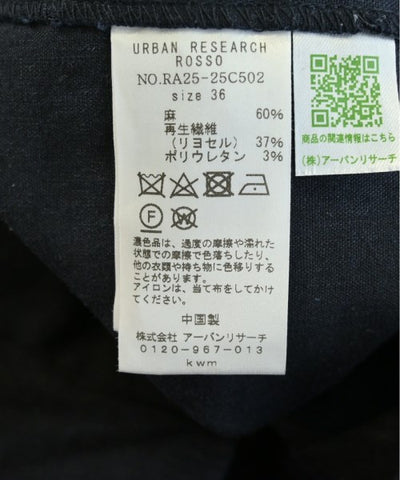 URBAN RESEARCH
ROSSO
NO.RA25-25C502
size 36
麻 60%
再生繊維
(リヨセル) 37%
ポリウレタン 3%
F
W
濃色品は、過度の摩擦や濡れた
状態での摩擦で色落ちしたり、
他の衣類や持ち物に色移りする
ことがあります。
アイロンは、当て布をしてかけ
てください。
中国製
株式会社 アーバンリサーチ
0120-967-013
kwm
商品の関連情報はこちら
(株)アーバンリサーチ